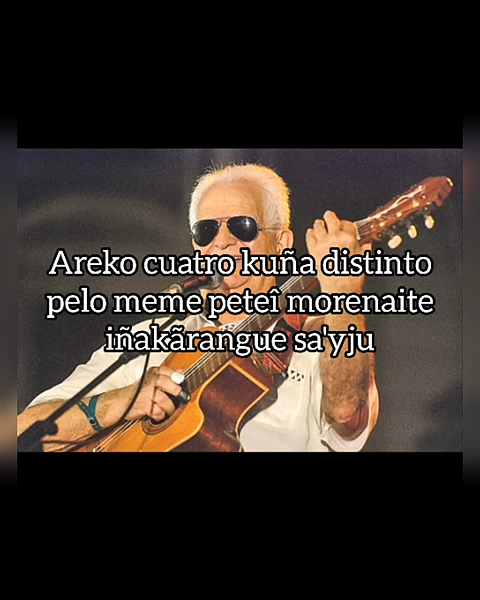 Areko cuatro kuña distinto
pelo meme peteî morenaite
iñakãrangue sa'yju